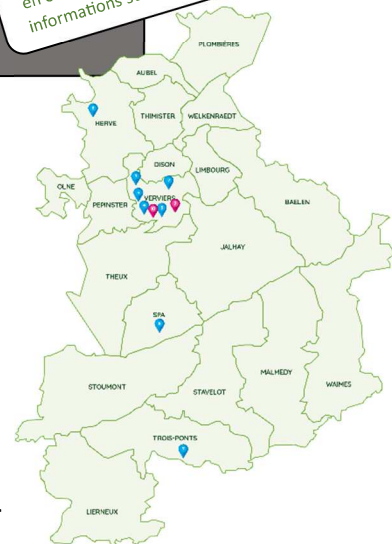 en
informations
PLOMBIÈRES
AUBEL
HERVE
THIMISTER
WELKENRAEDT
DISON
LIMBOURG
OLNE
PEPINSTER
VERVIERS
BAELEN
JALHAY
THEUX
SPA
STOUMONT
STAVELOT
MALMEDY
WAIMES
TROIS-PONTS
LIERNEUX